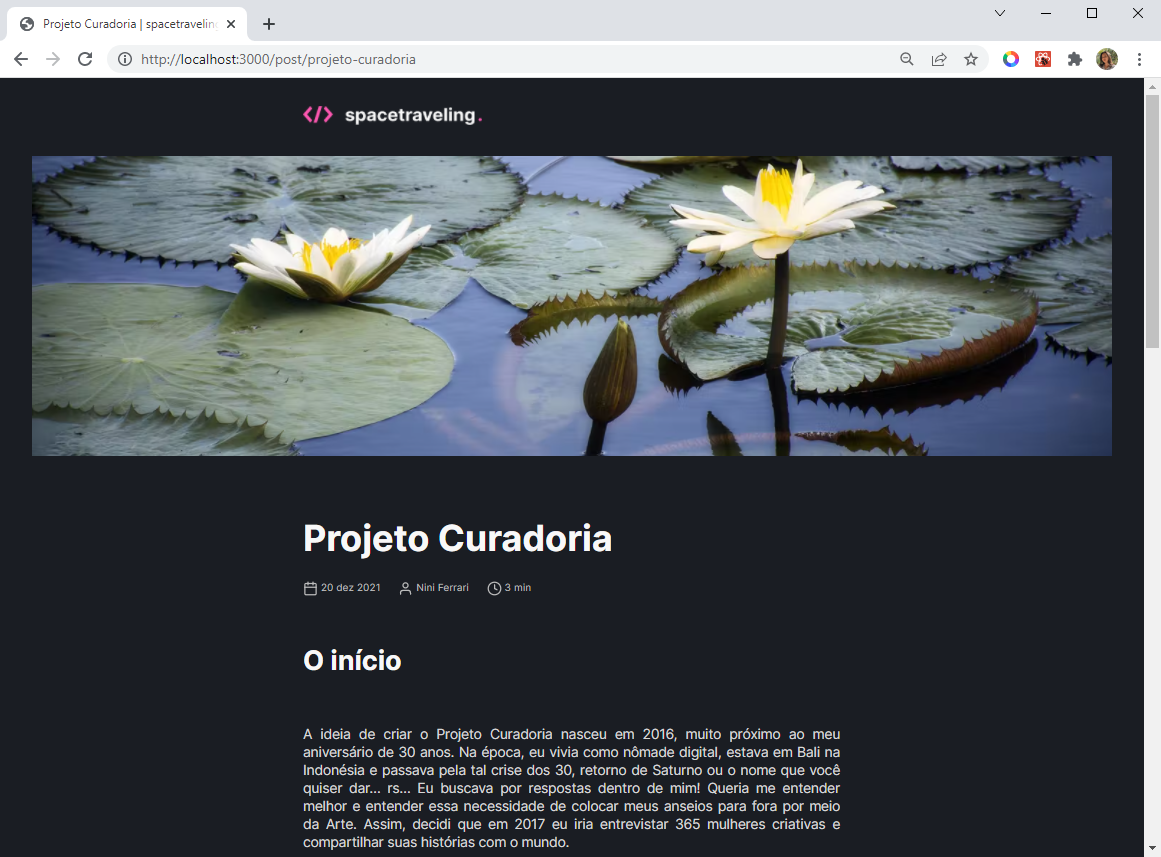 Projeto Curadoria | spacetraveling
http://localhost:3000/post/projeto-curadoria
</> spacetraveling.
Projeto Curadoria
20 dez 2021 Nini Ferrari 3 min
O início
A ideia de criar o Projeto Curadoria nasceu em 2016, muito próximo ao meu
aniversário de 30 anos. Na época, eu vivia como nômade digital, estava em Bali na
Indonésia e passava pela tal crise dos 30, retorno de Saturno ou o nome que você
quiser dar... rs... Eu buscava por respostas dentro de mim! Queria me entender
melhor e entender essa necessidade de colocar meus anseios para fora por meio
da Arte. Assim, decidi que em 2017 eu iria entrevistar 365 mulheres criativas e
compartilhar suas histórias com o mundo.